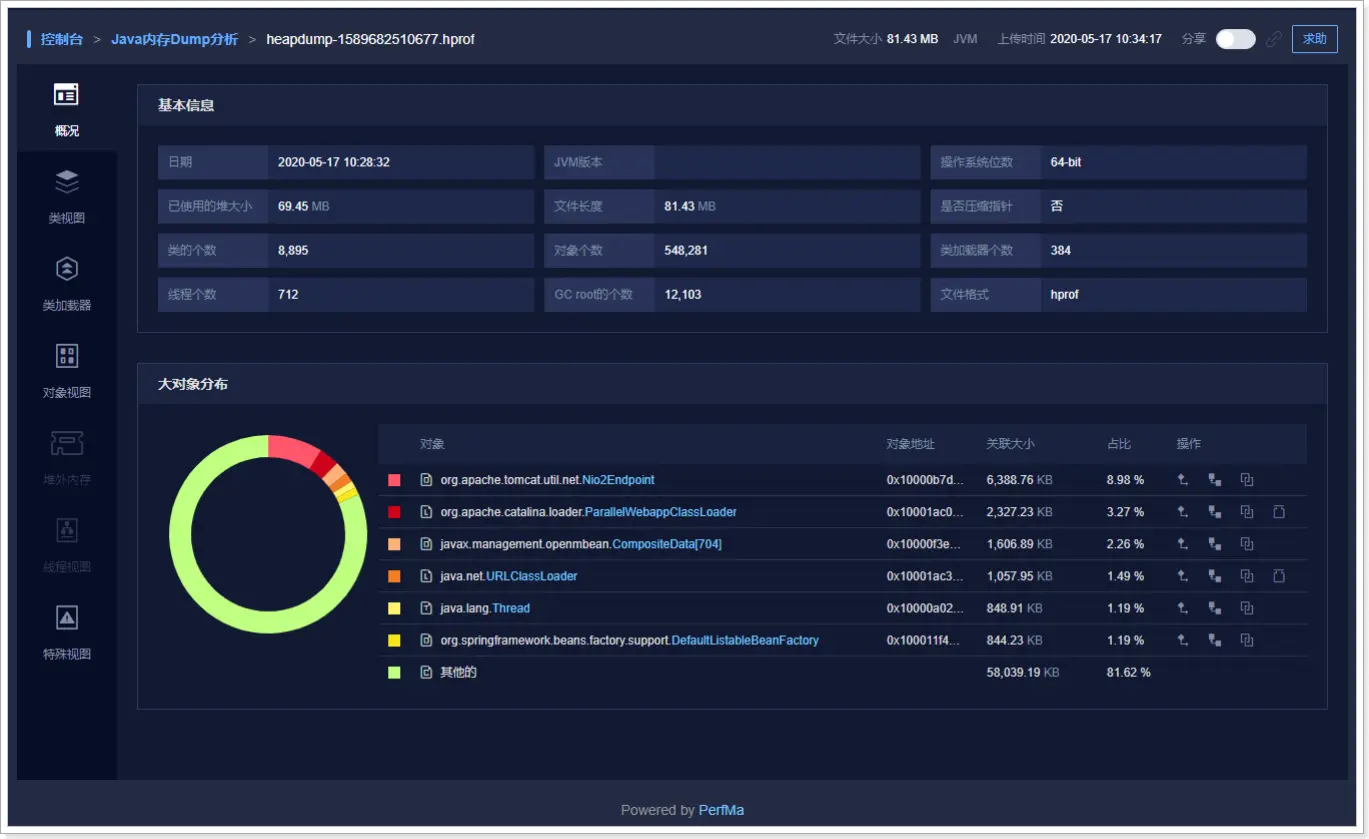 控制台 > Java内存Dump分析 > heapdump-1589682510677.hprof 文件大小 81.43 MB JVM 上传时间 2020-05-17 10:34:17 分享 求助
概况
类视图
类加载器
对象视图
堆外内存
线程视图
特殊视图
基本信息
日期 2020-05-17 10:28:32 JVM版本 操作系统位数 64-bit
已使用的堆大小 69.45 MB 文件长度 81.43 MB 是否压缩指针 否
类的个数 8,895 对象个数 548,281 类加载器个数 384
线程个数 712 GC root的个数 12,103 文件格式 hprof
大对象分布
对象 对象地址 关联大小 占比 操作
org.apache.tomcat.util.net.Nio2Endpoint 0x10000b7d... 6,388.76 KB 8.98 %
org.apache.catalina.loader.ParallelWebappClassLoader 0x10001ac0... 2,327.23 KB 3.27 %
javax.management.openmbean.CompositeData[704] 0x10000f3e... 1,606.89 KB 2.26 %
java.net.URLClassLoader 0x10001ac3... 1,057.95 KB 1.49 %
java.lang.Thread 0x10000a02... 848.91 KB 1.19 %
org.springframework.beans.factory.support.DefaultListableBeanFactory 0x100011f4... 844.23 KB 1.19 %
其他的 58,039.19 KB 81.62 %
Powered by PerfMa